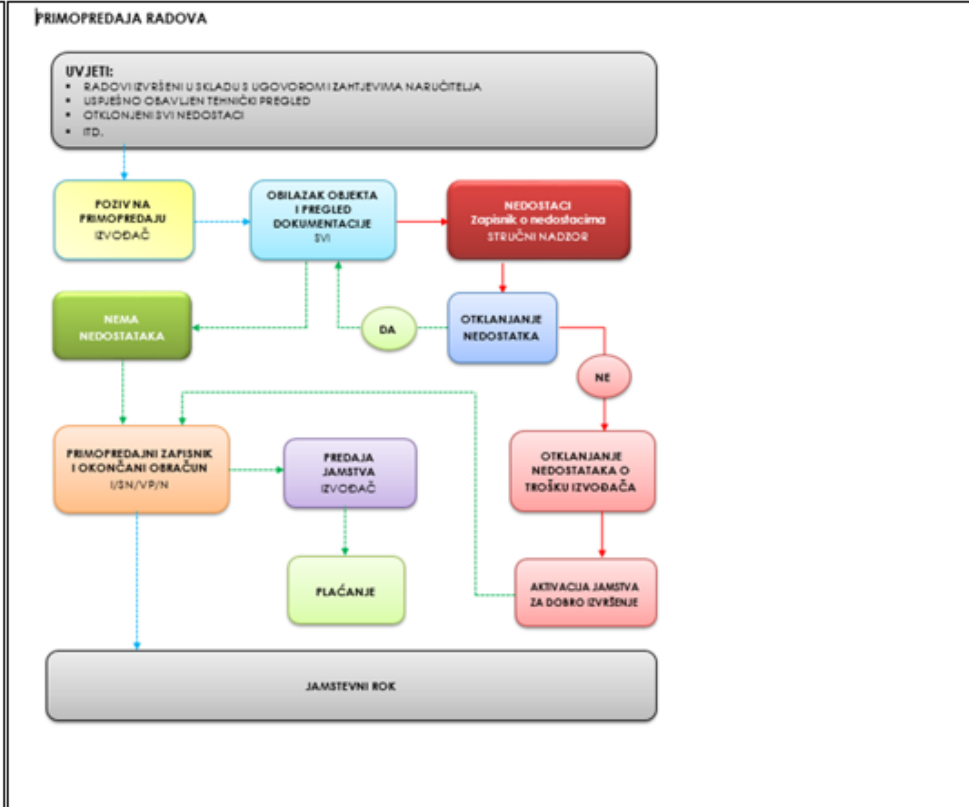 PRIMOPREDAJA RADOVA
UVJETI:
▪ RADOVI IZVRŠENI U SKLADU S UGOVOROM I ZAHTJEVIMA NARUČITELJA
▪ USPJEŠNO OBAVLJEN TEHNIČKI PREGLED
▪ OTKLONJENI SVI NEDOSTACI
▪ ITD.
POZIV NA
PRIMOPREDAJU
IZVOĐAČ
OBILAZAK OBJEKTA
I PREGLED
DOKUMENTACIJE
SVI
NEDOSTACI
Zapisnik o nedostacima
STRUČNI NADZOR
NEMA
NEDOSTATAKA
DA
OTKLANJANJE
NEDOSTATKA
NE
PRIMOPREDAJNI ZAPISNIK
I OKONČANI OBRAČUN
I/SN/VP/N
PREDAJA
JAMSTVA
IZVOĐAČ
OTKLANJANJE
NEDOSTATAKA O
TROŠKU IZVOĐAČA
PLAĆANJE
AKTIVACIJA JAMSTVA
ZA DOBRO IZVRŠENJE
JAMSTEVNI ROK